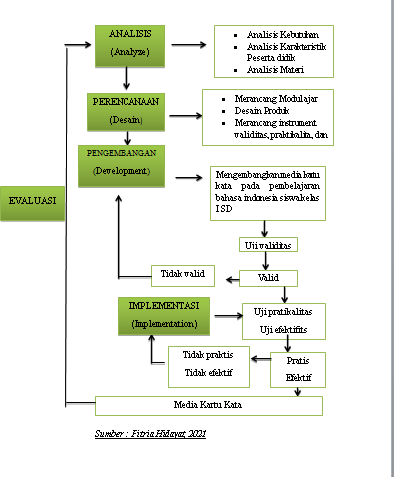 ANALISIS
(Analyze)
Analisis Kebutuhan
Analisis Karakteristik
Peserta didik
Analisis Materi
PERENCANAAN
(Desain)
Merancang Modulajar
Desain Produk
Merancang instrument
validitas, praktikalita, dan
PENGEMBANGAN
(Development)
Mengembangkan media kartu
kata pada pembelajaran
bahasa indonesia siswa kelas
I SD
EVALUASI
Uji validitas
Tidak valid
Valid
IMPLEMENTASI
(Implementation)
Uji pratikalitas
Uji efektifits
Tidak praktis
Tidak efektif
Pratis
Efektif
Media Kartu Kata
Sumber : Fitria Hidayat, 2021